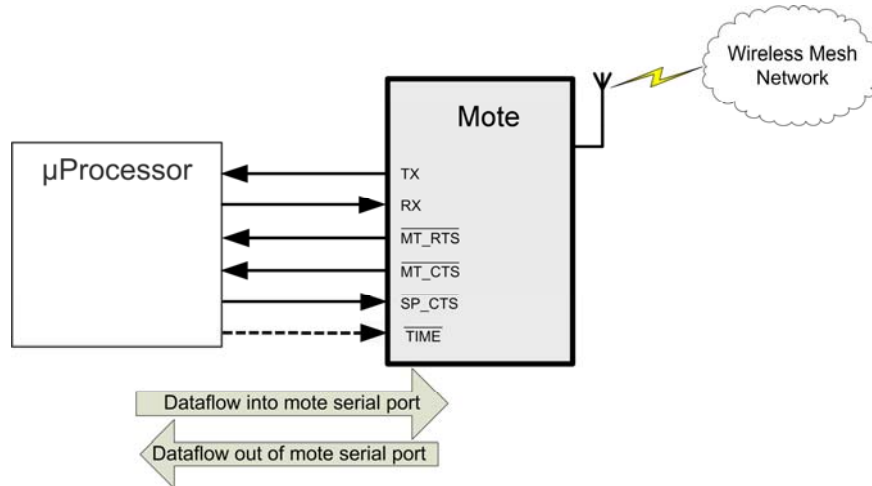 Wireless Mesh
Network
Mote
µProcessor
TX
RX
MT_RTS
MT_CTS
SP_CTS
TIME
Dataflow into mote serial port
Dataflow out of mote serial port